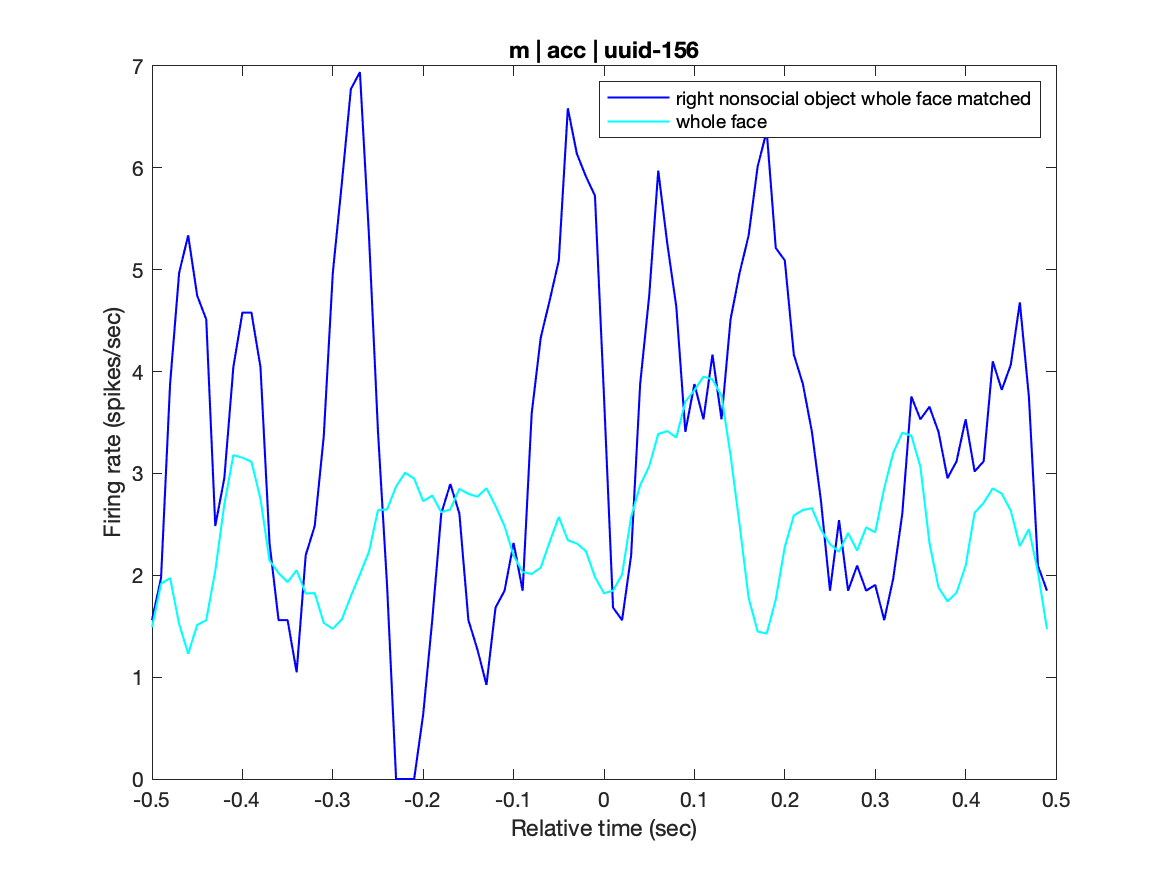 m | acc | uuid-156
7
6
5
4
3
2
1
0
Firing rate (spikes/sec)
right nonsocial object whole face matched
whole face
-0.5 -0.4 -0.3 -0.2 -0.1 0 0.1 0.2 0.3 0.4 0.5
Relative time (sec)